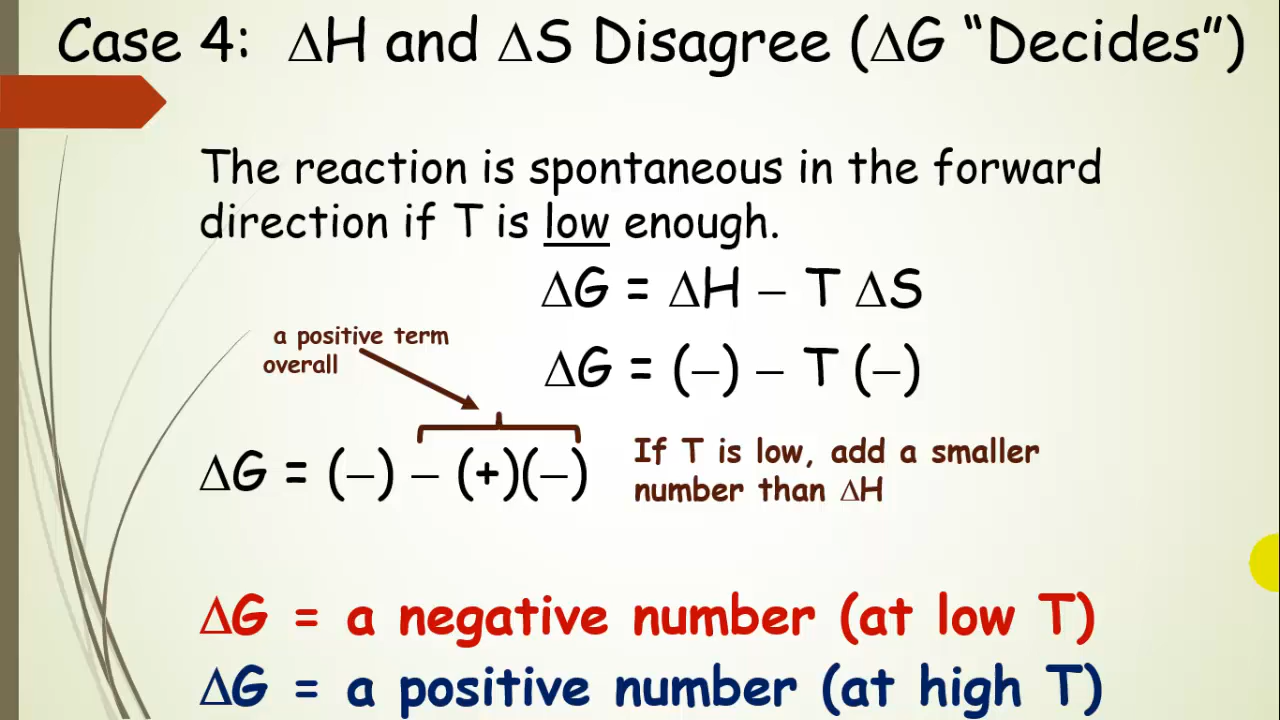 Case 4: ΔH and ΔS Disagree (ΔG “Decides”)
The reaction is spontaneous in the forward
direction if T is low enough.
ΔG = ΔH – T ΔS
a positive term
overall
ΔG = (–) – T (–)
ΔG = (–) – (+)(–)
If T is low, add a smaller
number than ΔH
ΔG = a negative number (at low T)
ΔG = a positive number (at high T)